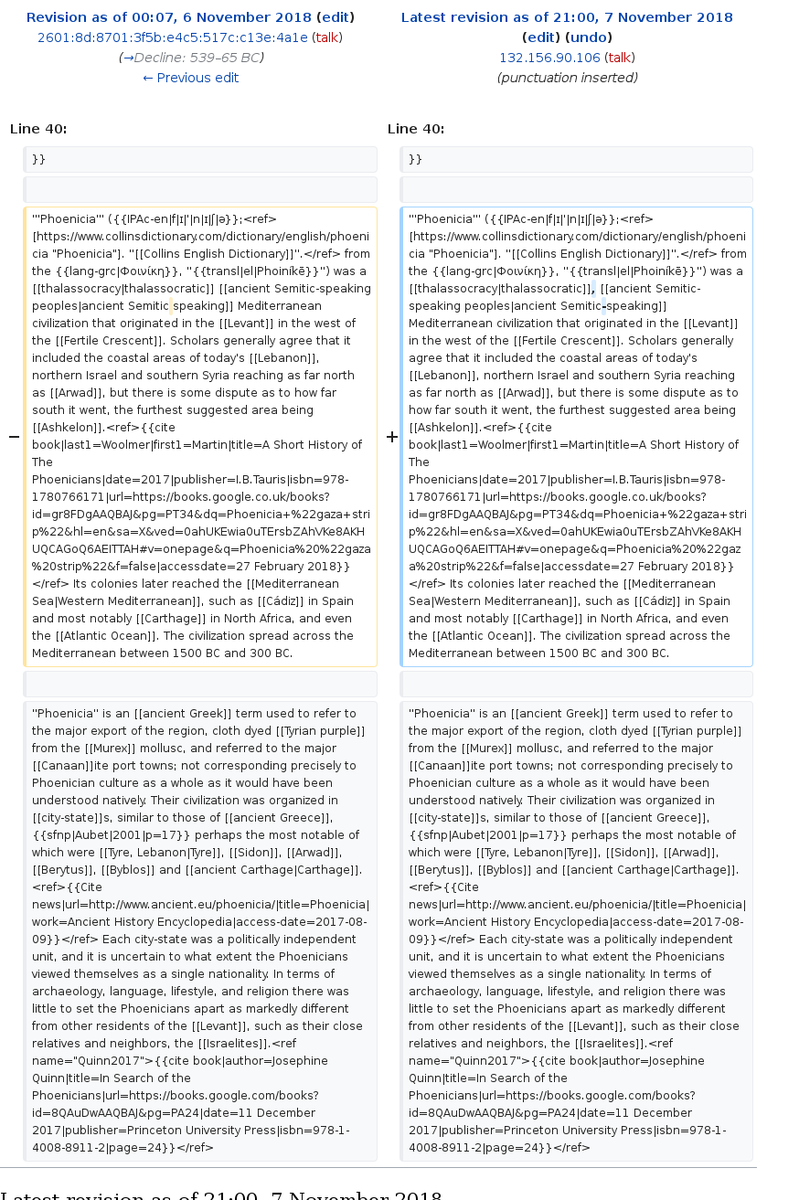 Revision as of 00:07, 6 November 2018 (edit)
2601:8d:8701:3f5b:e4c5:517c:c13e:4a1e (talk)
(→Decline: 539–65 BC)
← Previous edit
Latest revision as of 21:00, 7 November 2018
(edit) (undo)
132.156.90.106 (talk)
(punctuation inserted)
Line 40:
Line 40:
}}
}}
−
'''Phoenicia''' ({{IPAc-en|f|ɪ|ˈ|n|ɪ|ʃ|ə}};<ref>
[https://www.collinsdictionary.com/dictionary/english/phoeni
cia "Phoenicia"]. ''[[Collins English Dictionary]]''.</ref> from
the {{lang-grc|Φοινίκη}}, ''{{transl|el|Phoiníkē}}'') was a
[[thalassocracy|thalassocratic]] [[ancient Semitic-speaking
peoples|ancient Semitic speaking]] Mediterranean
civilization that originated in the [[Levant]] in the west of
the [[Fertile Crescent]]. Scholars generally agree that it
included the coastal areas of today's [[Lebanon]],
northern Israel and southern Syria reaching as far north
as [[Arwad]], but there is some dispute as to how far
south it went, the furthest suggested area being
[[Ashkelon]].<ref>{{cite
book|last1=Woolmer|first1=Martin|title=A Short History of
The
Phoenicians|date=2017|publisher=I.B.Tauris|isbn=978-
1780766171|url=https://books.google.co.uk/books?
id=gr8FDgAAQBAJ&pg=PT34&dq=Phoenicia+%22gaza+stri
p%22&hl=en&sa=X&ved=0ahUKEwia0uTErsbZAhVKe8AKH
UQCAGoQ6AEITTAH#v=onepage&q=Phoenicia%20%22gaza
%20strip%22&f=false|accessdate=27 February 2018}}
</ref> Its colonies later reached the [[Mediterranean
Sea|Western Mediterranean]], such as [[Cádiz]] in Spain
and most notably [[Carthage]] in North Africa, and even
the [[Atlantic Ocean]]. The civilization spread across the
Mediterranean between 1500 BC and 300 BC.
+
'''Phoenicia''' ({{IPAc-en|f|ɪ|ˈ|n|ɪ|ʃ|ə}};<ref>
[https://www.collinsdictionary.com/dictionary/english/phoeni
cia "Phoenicia"]. ''[[Collins English Dictionary]]''.</ref> from
the {{lang-grc|Φοινίκη}}, ''{{transl|el|Phoiníkē}}'') was a
[[thalassocracy|thalassocratic]], [[ancient Semitic-
speaking peoples|ancient Semitic-speaking]]
Mediterranean civilization that originated in the [[Levant]]
in the west of the [[Fertile Crescent]]. Scholars generally
agree that it included the coastal areas of today's
[[Lebanon]], northern Israel and southern Syria reaching
as far north as [[Arwad]], but there is some dispute as to
how far south it went, the furthest suggested area being
[[Ashkelon]].<ref>{{cite
book|last1=Woolmer|first1=Martin|title=A Short History of
The
Phoenicians|date=2017|publisher=I.B.Tauris|isbn=978-
1780766171|url=https://books.google.co.uk/books?
id=gr8FDgAAQBAJ&pg=PT34&dq=Phoenicia+%22gaza+stri
p%22&hl=en&sa=X&ved=0ahUKEwia0uTErsbZAhVKe8AKH
UQCAGoQ6AEITTAH#v=onepage&q=Phoenicia%20%22gaz
a%20strip%22&f=false|accessdate=27 February 2018}}
</ref> Its colonies later reached the [[Mediterranean
Sea|Western Mediterranean]], such as [[Cádiz]] in Spain
and most notably [[Carthage]] in North Africa, and even
the [[Atlantic Ocean]]. The civilization spread across the
Mediterranean between 1500 BC and 300 BC.
''Phoenicia'' is an [[ancient Greek]] term used to refer to
the major export of the region, cloth dyed [[Tyrian purple]]
from the [[Murex]] mollusc, and referred to the major
[[Canaan]]ite port towns; not corresponding precisely to
Phoenician culture as a whole as it would have been
understood natively. Their civilization was organized in
[[city-state]]s, similar to those of [[ancient Greece]],
{{sfnp|Aubet|2001|p=17}} perhaps the most notable of
which were [[Tyre, Lebanon|Tyre]], [[Sidon]], [[Arwad]],
[[Berytus]], [[Byblos]] and [[ancient Carthage|Carthage]].
<ref>{{Cite
news|url=http://www.ancient.eu/phoenicia/|title=Phoenicia|
work=Ancient History Encyclopedia|access-date=2017-08-
09}}</ref> Each city-state was a politically independent
unit, and it is uncertain to what extent the Phoenicians
viewed themselves as a single nationality. In terms of
archaeology, language, lifestyle, and religion there was
little to set the Phoenicians apart as markedly different
from other residents of the [[Levant]], such as their close
relatives and neighbors, the [[Israelites]].<ref
name="Quinn2017">{{cite book|author=Josephine
Quinn|title=In Search of the
Phoenicians|url=https://books.google.com/books?
id=8QAuDwAAQBAJ&pg=PA24|date=11 December
2017|publisher=Princeton University Press|isbn=978-1-
4008-8911-2|page=24}}</ref>
''Phoenicia'' is an [[ancient Greek]] term used to refer to
the major export of the region, cloth dyed [[Tyrian purple]]
from the [[Murex]] mollusc, and referred to the major
[[Canaan]]ite port towns; not corresponding precisely to
Phoenician culture as a whole as it would have been
understood natively. Their civilization was organized in
[[city-state]]s, similar to those of [[ancient Greece]],
{{sfnp|Aubet|2001|p=17}} perhaps the most notable of
which were [[Tyre, Lebanon|Tyre]], [[Sidon]], [[Arwad]],
[[Berytus]], [[Byblos]] and [[ancient Carthage|Carthage]].
<ref>{{Cite
news|url=http://www.ancient.eu/phoenicia/|title=Phoenicia|
work=Ancient History Encyclopedia|access-date=2017-08-
09}}</ref> Each city-state was a politically independent
unit, and it is uncertain to what extent the Phoenicians
viewed themselves as a single nationality. In terms of
archaeology, language, lifestyle, and religion there was
little to set the Phoenicians apart as markedly different
from other residents of the [[Levant]], such as their close
relatives and neighbors, the [[Israelites]].<ref
name="Quinn2017">{{cite book|author=Josephine
Quinn|title=In Search of the
Phoenicians|url=https://books.google.com/books?
id=8QAuDwAAQBAJ&pg=PA24|date=11 December
2017|publisher=Princeton University Press|isbn=978-1-
4008-8911-2|page=24}}</ref>
Latest revision as of 21:00, 7 November 2018